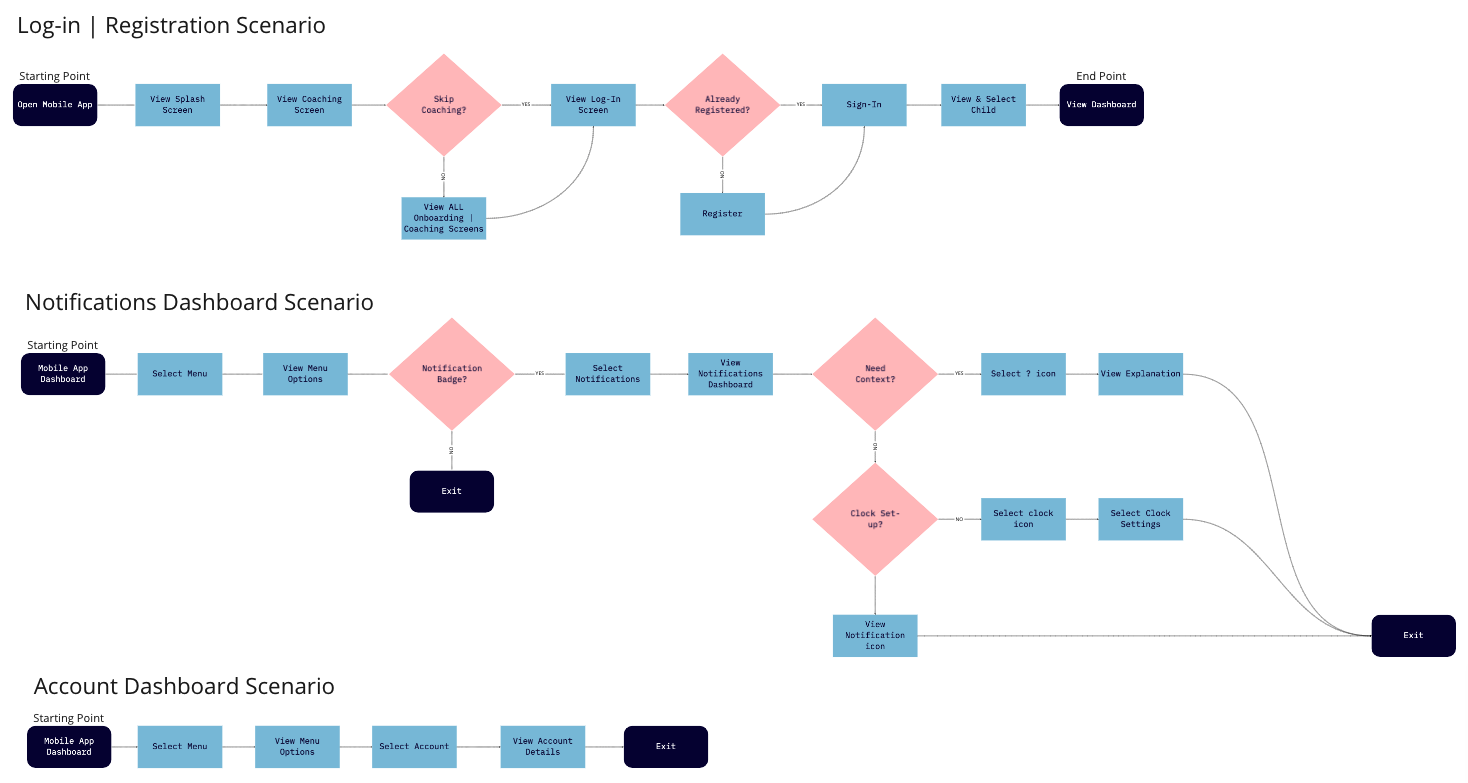 Log-in | Registration Scenario
Starting Point
End Point
Open Mobile App
View Splash
Screen
View Coaching
Screen
Skip
Coaching?
YES
View Log-In
Screen
Already
Registered?
YES
Sign-In
View & Select
Child
View Dashboard
NO
NO
View ALL
Onboarding |
Coaching Screens
Register
Notifications Dashboard Scenario
Starting Point
Mobile App
Dashboard
Select Menu
View Menu
Options
Notification
Badge?
YES
Select
Notifications
View
Notifications
Dashboard
Need
Context?
YES
Select ? icon
View Explanation
NO
NO
Exit
Clock Set-
up?
NO
Select clock
icon
Select Clock
Settings
View
Notification
icon
Exit
Account Dashboard Scenario
Starting Point
Mobile App
Dashboard
Select Menu
View Menu
Options
Select Account
View Account
Details
Exit